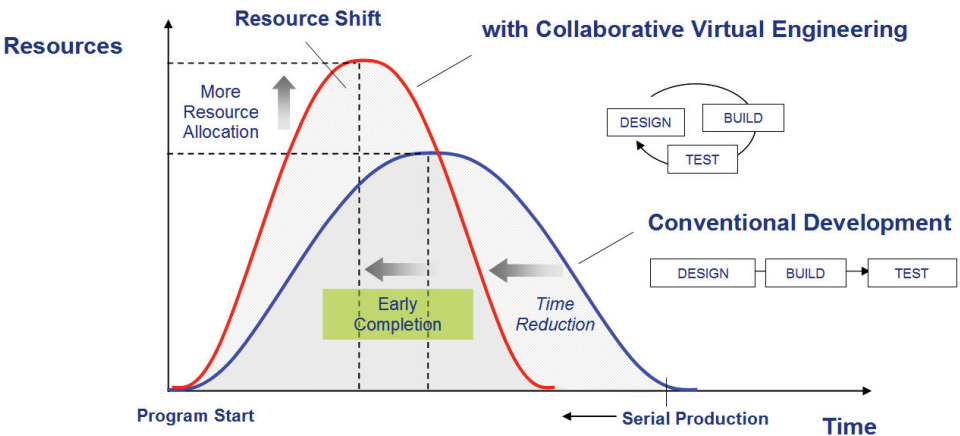 Resource Shift
with Collaborative Virtual Engineering
Resources
More
Resource
Allocation
DESIGN
BUILD
TEST
Conventional Development
DESIGN
BUILD
TEST
Early
Completion
Time
Reduction
Program Start
Serial Production
Time